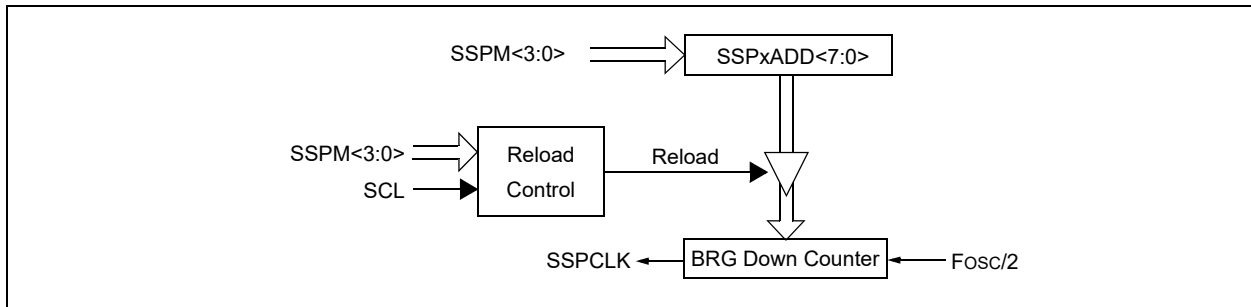 SSPM<3:0>
SSPxADD<7:0>
SSPM<3:0>
SCL
Reload
Control
Reload
SSPCLK
BRG Down Counter
FOSC/2